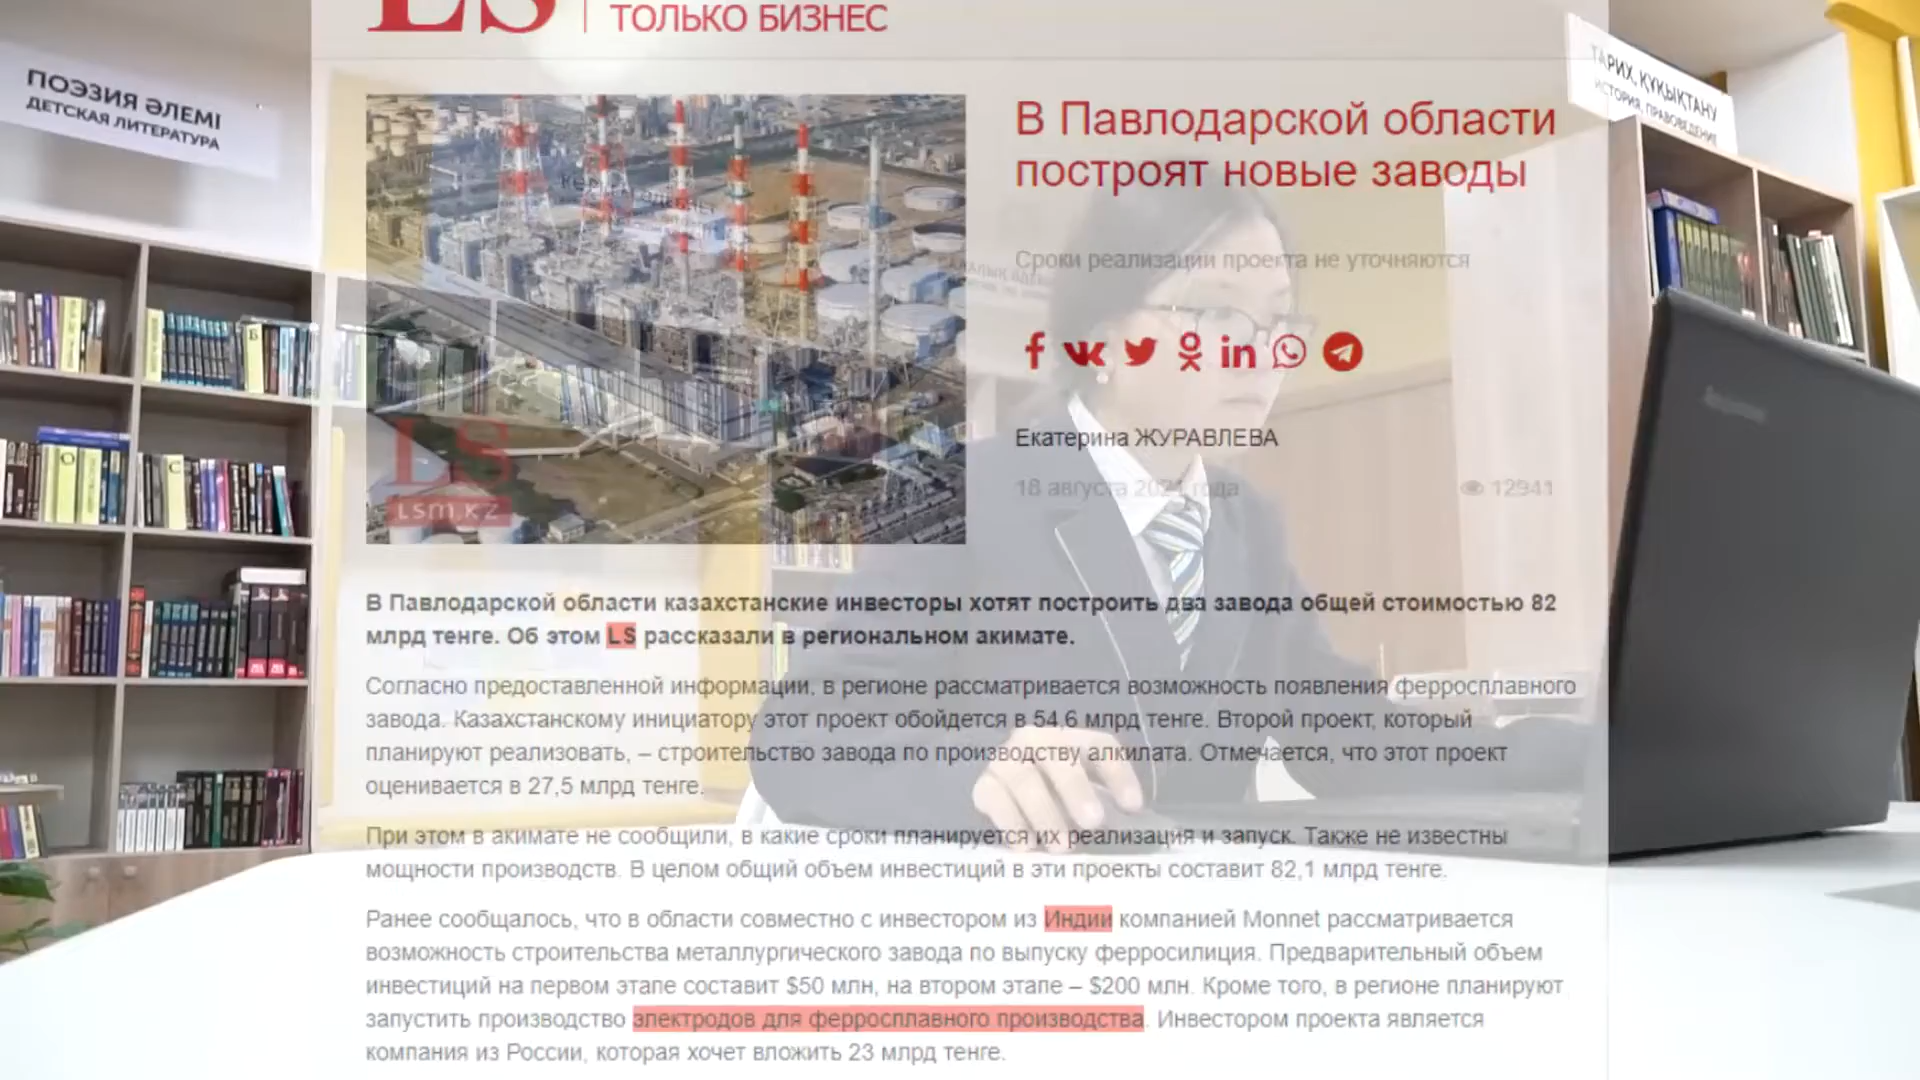 LS
ТОЛЬКО БИЗНЕС
ПОЭЗИЯ ӘЛЕМІ
ДЕТСКАЯ ЛИТЕРАТУРА
ТАРИХ, ҚҰҚЫҚТАНУ
ИСТОРИЯ, ПРАВОВЕДЕНИЕ
В Павлодарской области
построят новые заводы
Сроки реализации проекта не уточняются
Екатерина ЖУРАВЛЕВА
18 августа 2021 года
12941
LS
LSM.KZ
В Павлодарской области казахстанские инвесторы хотят построить два завода общей стоимостью 82
млрд тенге. Об этом LS рассказали в региональном акимате.
Согласно предоставленной информации, в регионе рассматривается возможность появления ферросплавного
завода. Казахстанскому инициатору этот проект обойдется в 54,6 млрд тенге. Второй проект, который
планируют реализовать, – строительство завода по производству алкилата. Отмечается, что этот проект
оценивается в 27,5 млрд тенге.
При этом в акимате не сообщили, в какие сроки планируется их реализация и запуск. Также не известны
мощности производств. В целом общий объем инвестиций в эти проекты составит 82,1 млрд тенге.
Ранее сообщалось, что в области совместно с инвестором из Индии компанией Monnet рассматривается
возможность строительства металлургического завода по выпуску ферросилиция. Предварительный объем
инвестиций на первом этапе составит $50 млн, на втором этапе – $200 млн. Кроме того, в регионе планируют
запустить производство электродов для ферросплавного производства. Инвестором проекта является
компания из России, которая хочет вложить 23 млрд тенге.